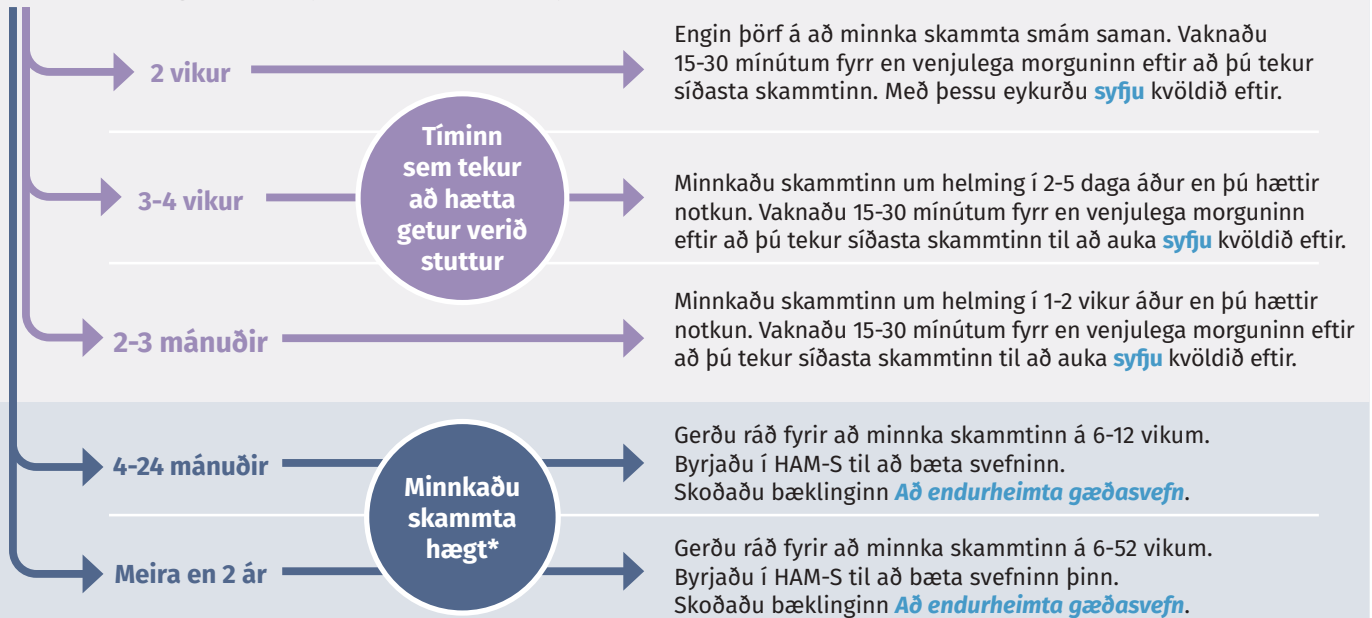 2 vikur
Engin þörf á að minnka skammta smám saman. Vaknaðu
15-30 mínútum fyrr en venjulega morguninn eftir að þú tekur
síðasta skammtinn. Með þessu eykurðu syfju kvöldið eftir.
Tíminn
sem tekur
að hætta
getur verið
stuttur
3-4 vikur
Minnkaðu skammtinn um helming í 2-5 daga áður en þú hættir
notkun. Vaknaðu 15-30 mínútum fyrr en venjulega morguninn
eftir að þú tekur síðasta skammtinn til að auka syfju kvöldið eftir.
2-3 mánuðir
Minnkaðu skammtinn um helming í 1-2 vikur áður en þú hættir
notkun. Vaknaðu 15-30 mínútum fyrr en venjulega morguninn eftir
að þú tekur síðasta skammtinn til að auka syfju kvöldið eftir.
4-24 mánuðir
Gerðu ráð fyrir að minnka skammtinn á 6-12 vikum.
Byrjaðu í HAM-S til að bæta svefninn.
Skoðaðu bæklinginn Að endurheimta gæðasvefn.
Minnkaðu
skammta
hægt*
Meira en 2 ár
Gerðu ráð fyrir að minnka skammtinn á 6-52 vikum.
Byrjaðu í HAM-S til að bæta svefninn þinn.
Skoðaðu bæklinginn Að endurheimta gæðasvefn.